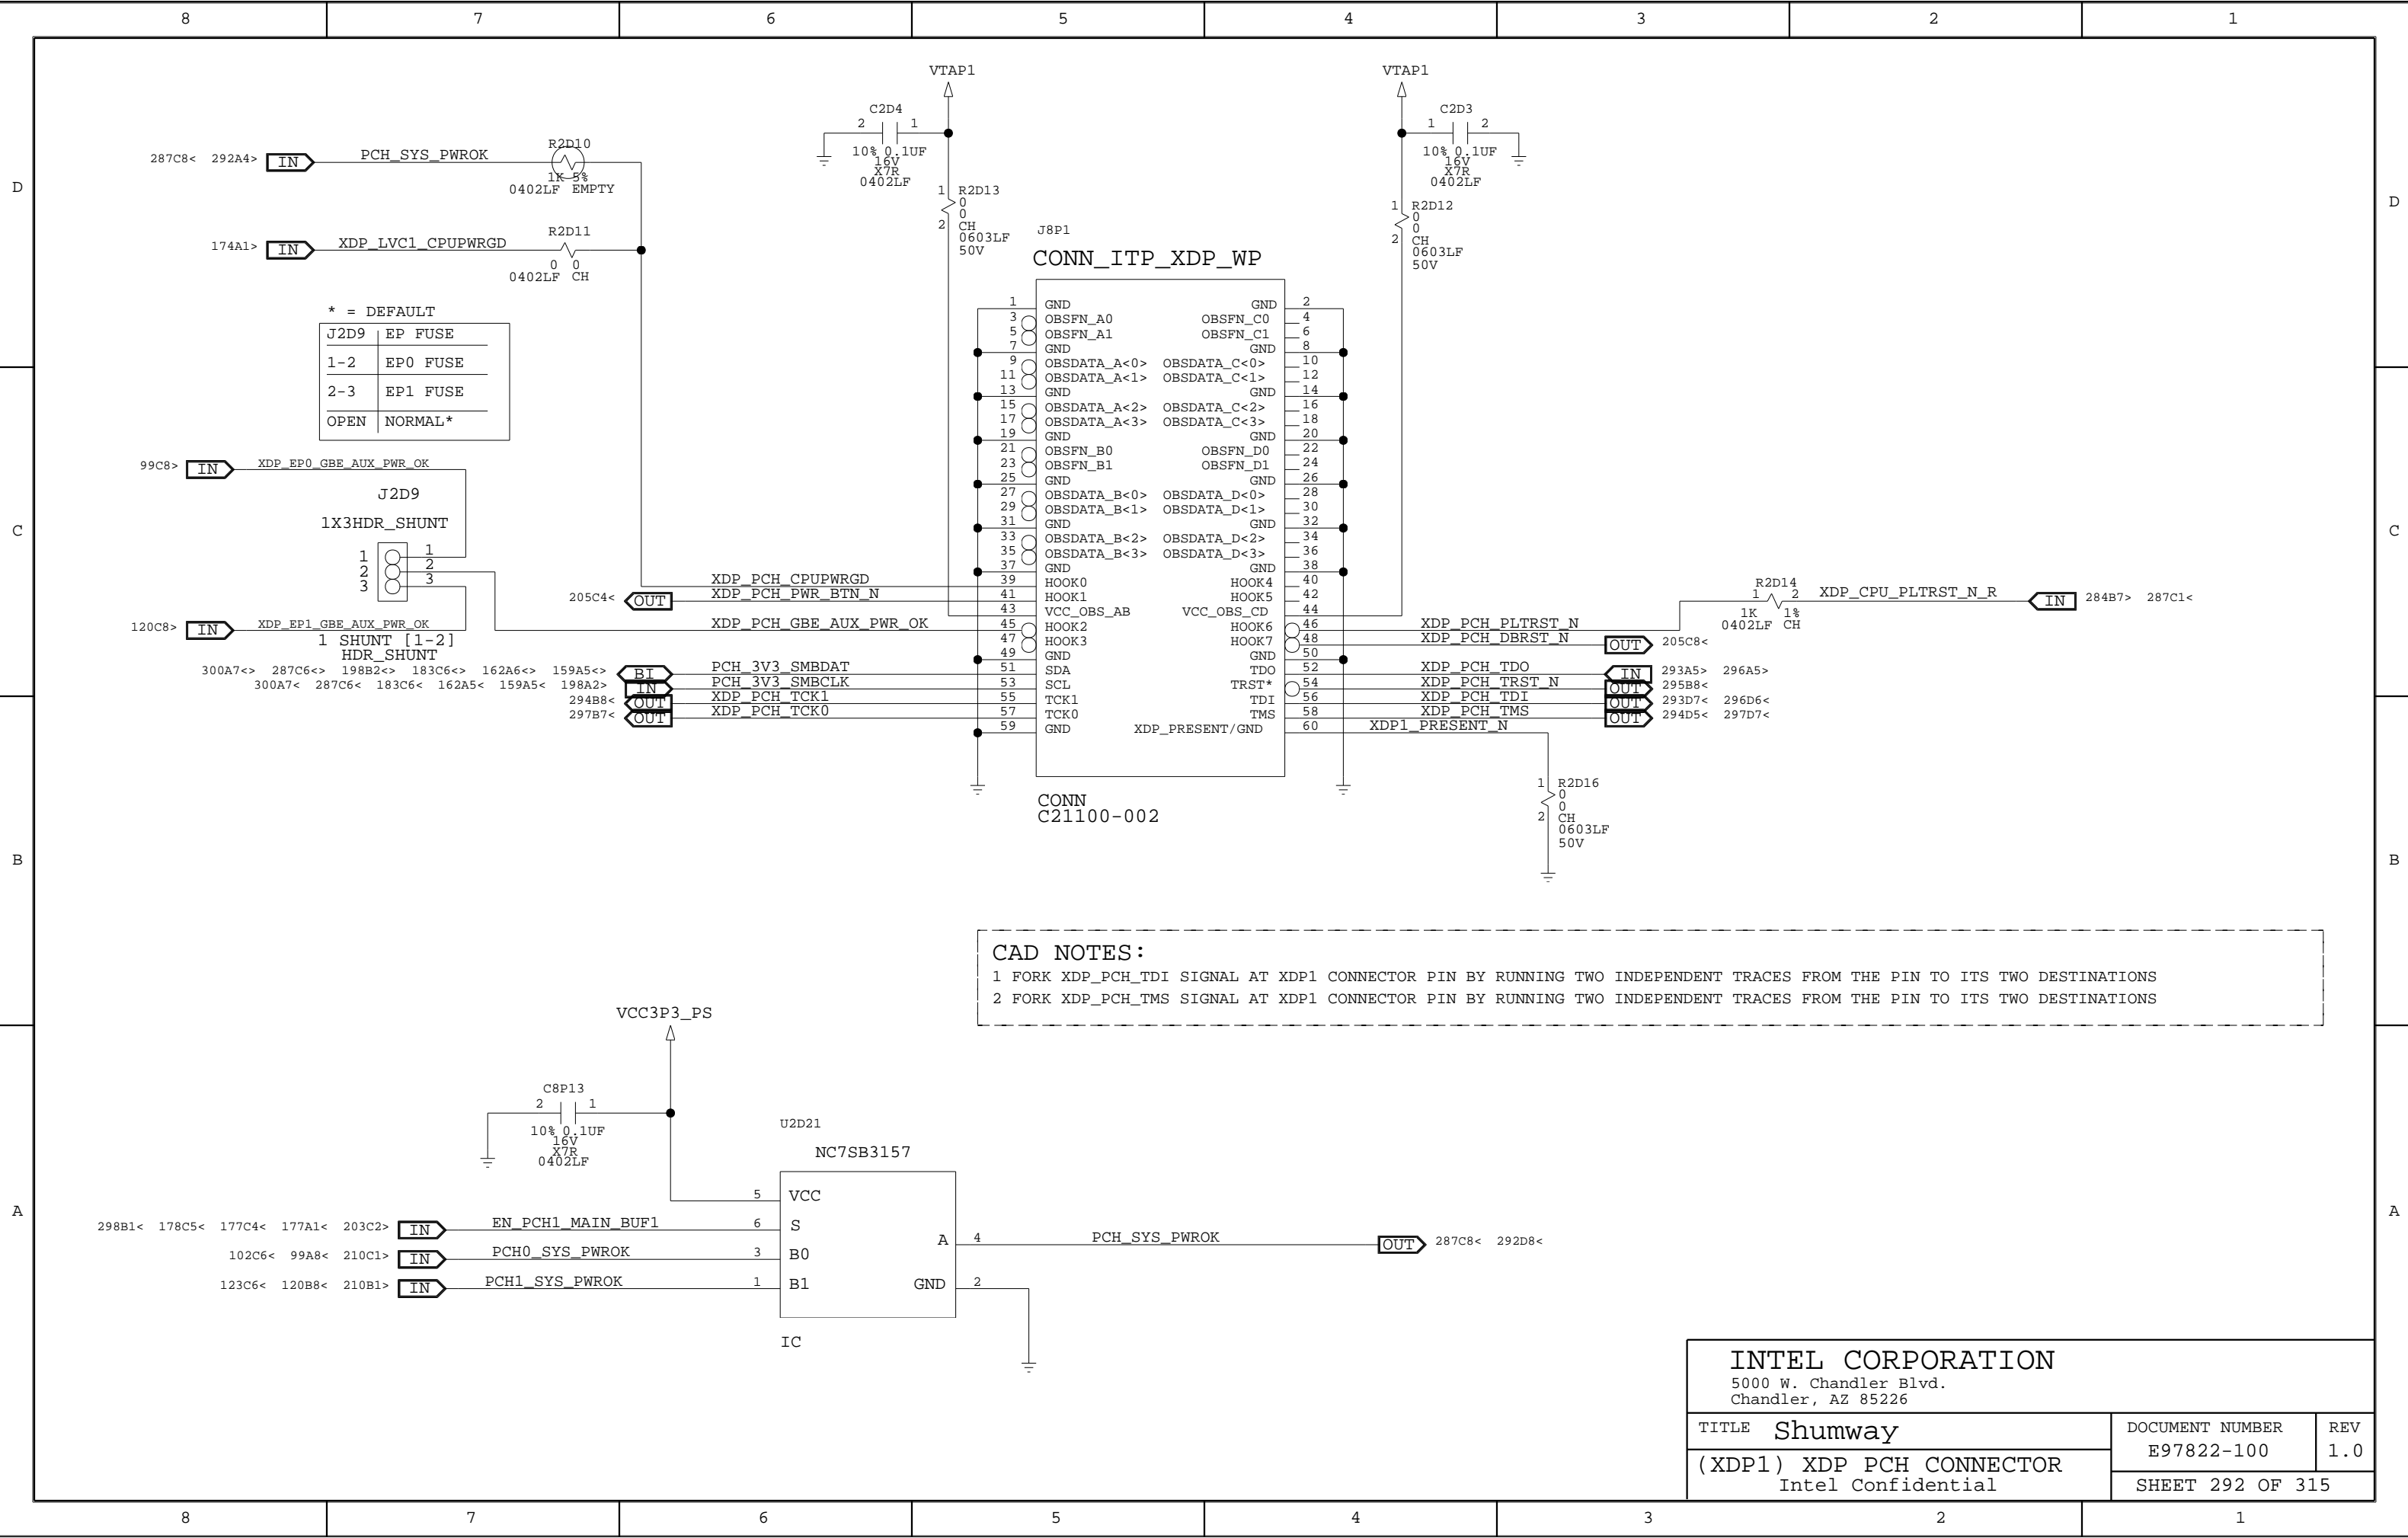 8 7 6 5 4 3 2 1
D
D
C
C
B
B
A
A
VTAP1
C2D4
2 1
10% 0.1UF
16V
X7R
0402LF
1 R2D13
0
0
2 CH
0603LF
50V
VTAP1
C2D3
1 2
10% 0.1UF
16V
X7R
0402LF
1 R2D12
0
0
2 CH
0603LF
50V
287C8< 292A4> IN PCH_SYS_PWROK
R2D10
1K 5%
0402LF EMPTY
174A1> IN XDP_LVC1_CPUPWRGD
R2D11
0 0
0402LF CH
* = DEFAULT
J2D9 EP FUSE
1-2 EP0 FUSE
2-3 EP1 FUSE
OPEN NORMAL*
99C8> IN XDP_EP0_GBE_AUX_PWR_OK
J2D9
1X3HDR_SHUNT
1 1
2 2
3 3
120C8> IN XDP_EP1_GBE_AUX_PWR_OK
1 SHUNT [1-2]
HDR_SHUNT
J8P1
CONN_ITP_XDP_WP
1 GND GND 2
3 OBSFN_A0 OBSFN_C0 4
5 OBSFN_A1 OBSFN_C1 6
7 GND GND 8
9 OBSDATA_A<0> OBSDATA_C<0> 10
11 OBSDATA_A<1> OBSDATA_C<1> 12
13 GND GND 14
15 OBSDATA_A<2> OBSDATA_C<2> 16
17 OBSDATA_A<3> OBSDATA_C<3> 18
19 GND GND 20
21 OBSFN_B0 OBSFN_D0 22
23 OBSFN_B1 OBSFN_D1 24
25 GND GND 26
27 OBSDATA_B<0> OBSDATA_D<0> 28
29 OBSDATA_B<1> OBSDATA_D<1> 30
31 GND GND 32
33 OBSDATA_B<2> OBSDATA_D<2> 34
35 OBSDATA_B<3> OBSDATA_D<3> 36
37 GND GND 38
XDP_PCH_CPUPWRGD 39 HOOK0 HOOK4 40
205C4< OUT XDP_PCH_PWR_BTN_N 41 HOOK1 HOOK5 42
43 VCC_OBS_AB VCC_OBS_CD 44
XDP_PCH_GBE_AUX_PWR_OK 45 HOOK2 HOOK6 46 XDP_PCH_PLTRST_N
47 HOOK3 HOOK7 48 XDP_PCH_DBRST_N OUT 205C8<
49 GND GND 50
300A7<> 287C6<> 198B2<> 183C6<> 162A6<> 159A5<> BI PCH_3V3_SMBDAT 51 SDA TDO 52 XDP_PCH_TDO IN 293A5> 296A5>
300A7< 287C6< 183C6< 162A5< 159A5< 198A2> IN PCH_3V3_SMBCLK 53 SCL TRST* 54 XDP_PCH_TRST_N OUT 295B8<
294B8< OUT XDP_PCH_TCK1 55 TCK1 TDI 56 XDP_PCH_TDI OUT 293D7< 296D6<
297B7< OUT XDP_PCH_TCK0 57 TCK0 TMS 58 XDP_PCH_TMS OUT 294D5< 297D7<
59 GND XDP_PRESENT/GND 60 XDP1_PRESENT_N
CONN
C21100-002
R2D14
1 2
1K 1%
0402LF CH
XDP_CPU_PLTRST_N_R IN 284B7> 287C1<
1 R2D16
0
0
2 CH
0603LF
50V
CAD NOTES:
1 FORK XDP_PCH_TDI SIGNAL AT XDP1 CONNECTOR PIN BY RUNNING TWO INDEPENDENT TRACES FROM THE PIN TO ITS TWO DESTINATIONS
2 FORK XDP_PCH_TMS SIGNAL AT XDP1 CONNECTOR PIN BY RUNNING TWO INDEPENDENT TRACES FROM THE PIN TO ITS TWO DESTINATIONS
VCC3P3_PS
C8P13
2 1
10% 0.1UF
16V
X7R
0402LF
U2D21
NC7SB3157
5 VCC
298B1< 178C5< 177C4< 177A1< 203C2> IN EN_PCH1_MAIN_BUF1 6 S
102C6< 99A8< 210C1> IN PCH0_SYS_PWROK 3 B0
A 4 PCH_SYS_PWROK OUT 287C8< 292D8<
123C6< 120B8< 210B1> IN PCH1_SYS_PWROK 1 B1
GND 2
IC
INTEL CORPORATION
5000 W. Chandler Blvd.
Chandler, AZ 85226
TITLE Shumway
DOCUMENT NUMBER
E97822-100
REV
1.0
(XDP1) XDP PCH CONNECTOR
Intel Confidential
SHEET 292 OF 315
8 7 6 5 4 3 2 1